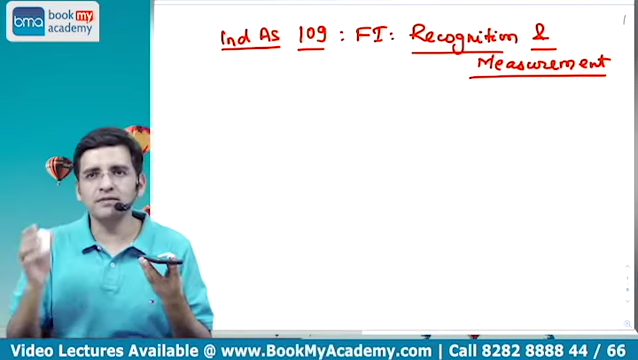 bma
book my
academy
Ind As 109 : FI: Recognition &
Measurement
Video Lectures Available @ www.BookMyAcademy.com | Call 8282 8888 44 / 66